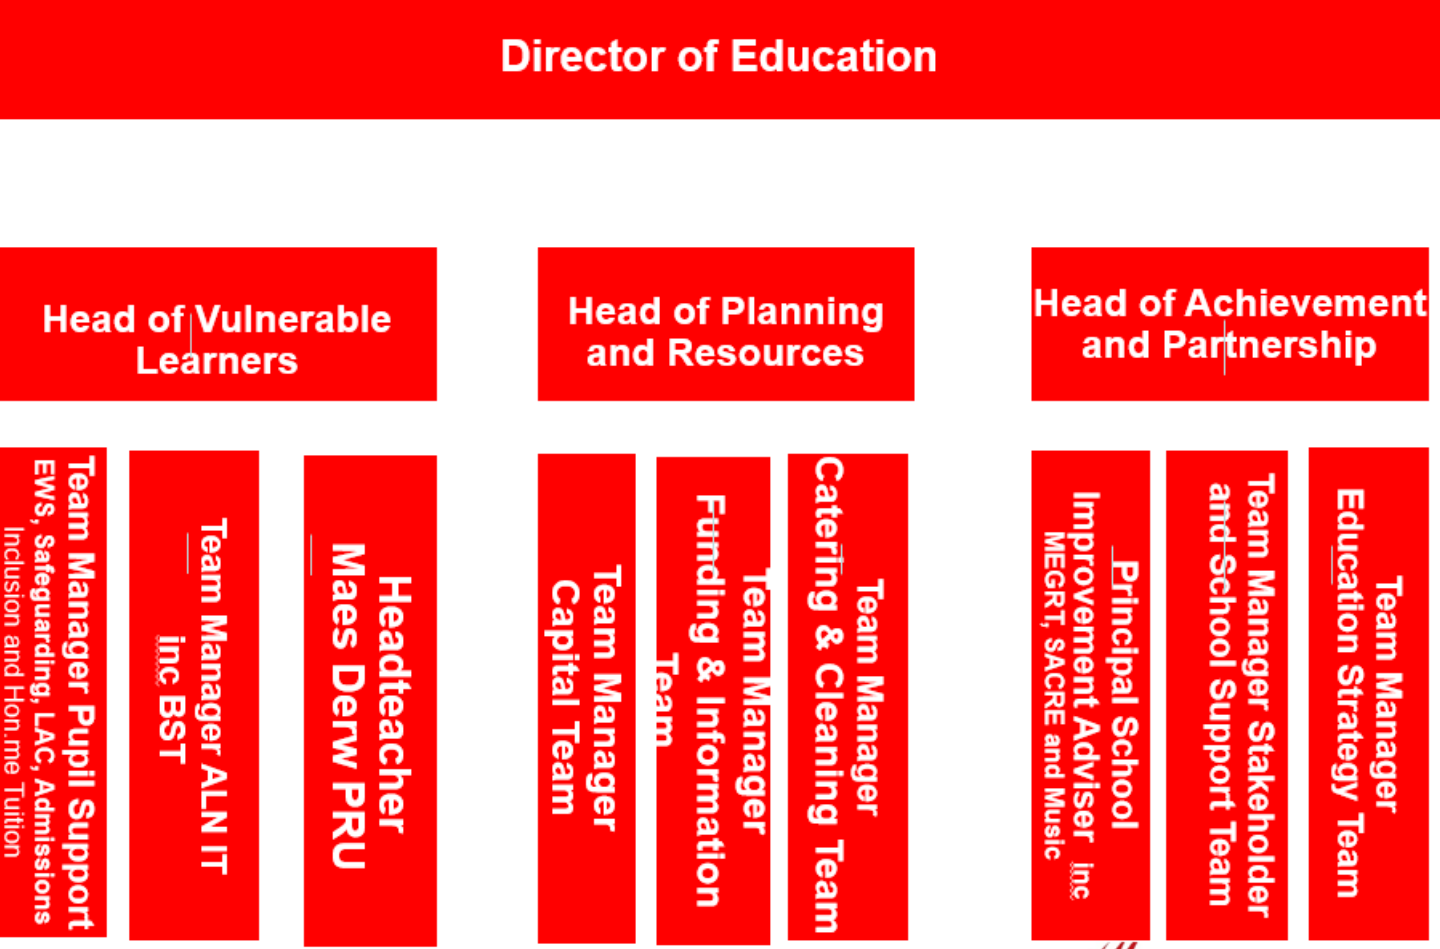 Director of Education
Head of Vulnerable
Learners
Head of Planning
and Resources
Head of Achievement
and Partnership
Team Manager Pupil Support
EWS, Safeguarding, LAC, Admissions
Inclusion and Hon.me Tuition
Team Manager ALN IT
inc BST
Headteacher
Maes Derw PRU
Team Manager
Capital Team
Team Manager
Funding & Information
Team
Team Manager
Catering & Cleaning Team
Principal School
Improvement Adviser inc
MEGRT, SACRE and Music
Team Manager Stakeholder
and School Support Team
Team Manager
Education Strategy Team